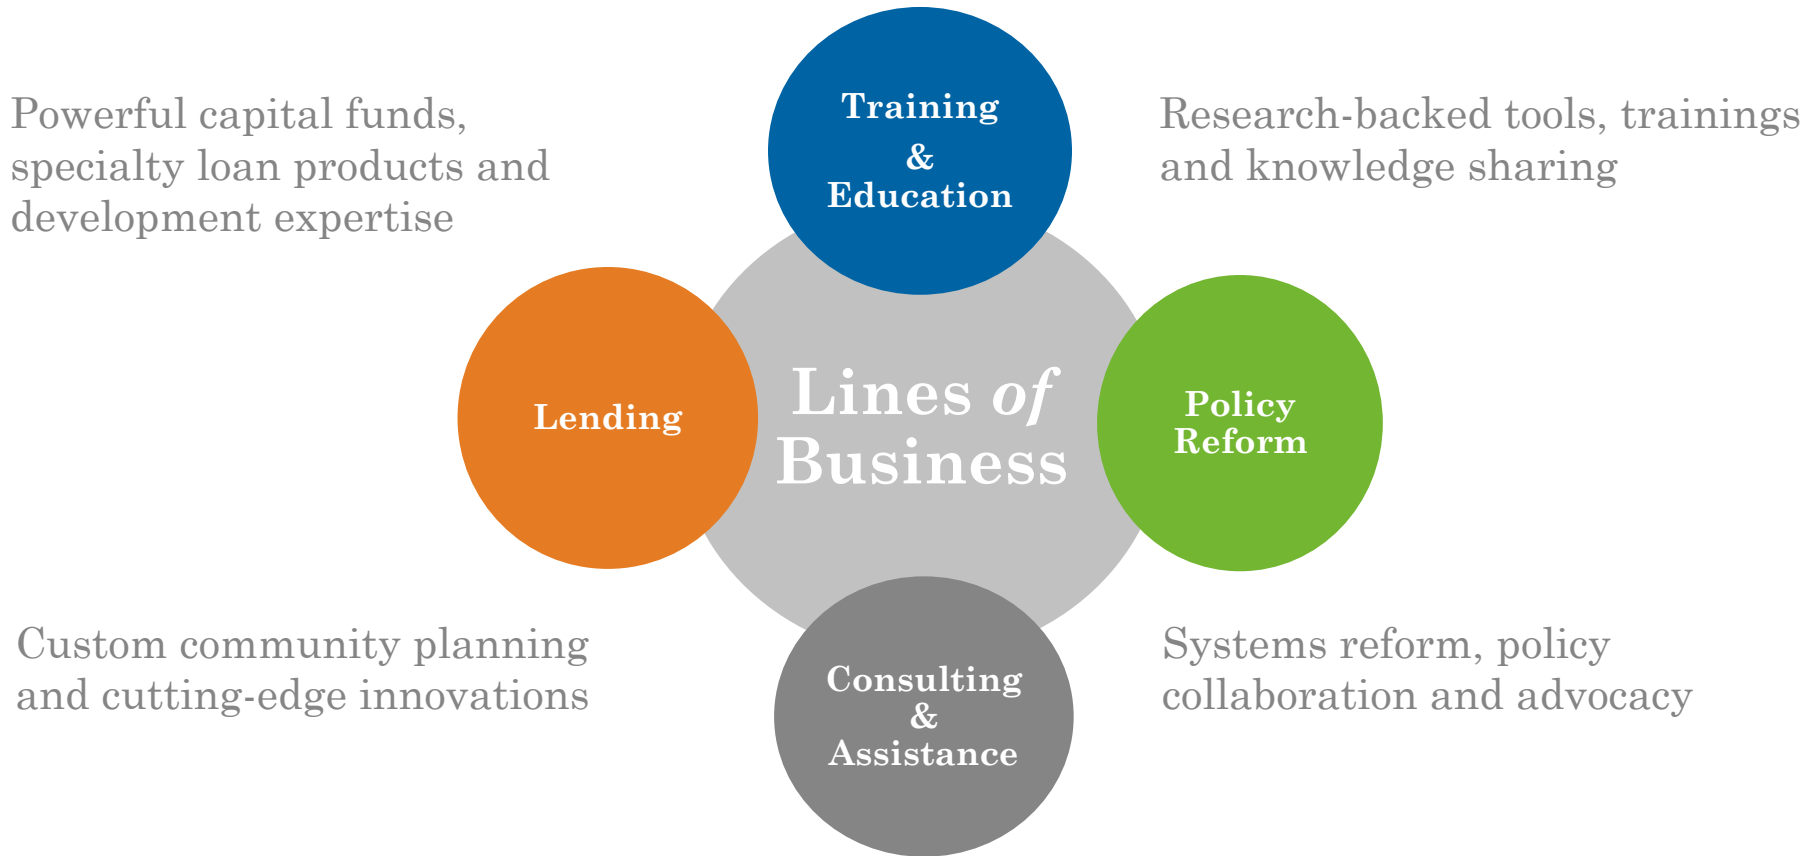 Training
&
Education
Powerful capital funds,
specialty loan products and
development expertise
Research-backed tools, trainings
and knowledge sharing
Lending
Lines of
Business
Policy
Reform
Custom community planning
and cutting-edge innovations
Consulting
&
Assistance
Systems reform, policy
collaboration and advocacy